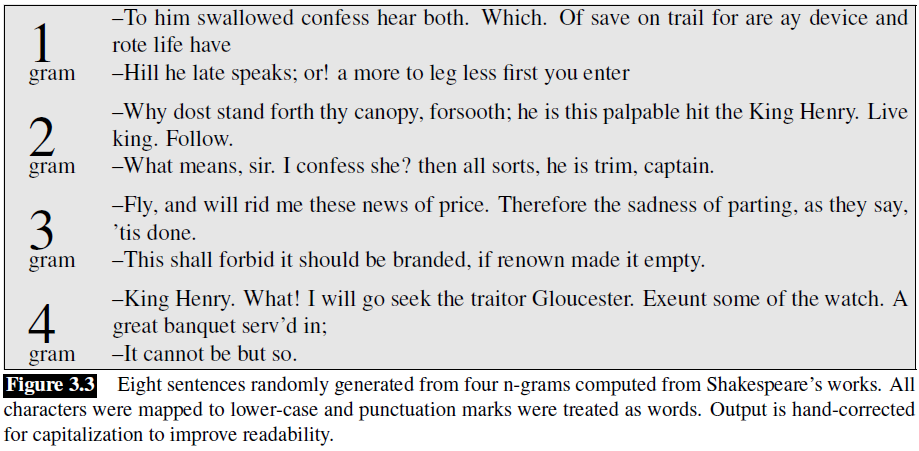 1
gram
–To him swallowed confess hear both. Which. Of save on trail for are ay device and
rote life have
–Hill he late speaks; or! a more to leg less first you enter
2
gram
–Why dost stand forth thy canopy, forsooth; he is this palpable hit the King Henry. Live
king. Follow.
–What means, sir. I confess she? then all sorts, he is trim, captain.
3
gram
–Fly, and will rid me these news of price. Therefore the sadness of parting, as they say,
’tis done.
–This shall forbid it should be branded, if renown made it empty.
4
gram
–King Henry. What! I will go seek the traitor Gloucester. Exeunt some of the watch. A
great banquet serv’d in;
–It cannot be but so.
Figure 3.3 Eight sentences randomly generated from four n-grams computed from Shakespeare’s works. All
characters were mapped to lower-case and punctuation marks were treated as words. Output is hand-corrected
for capitalization to improve readability.